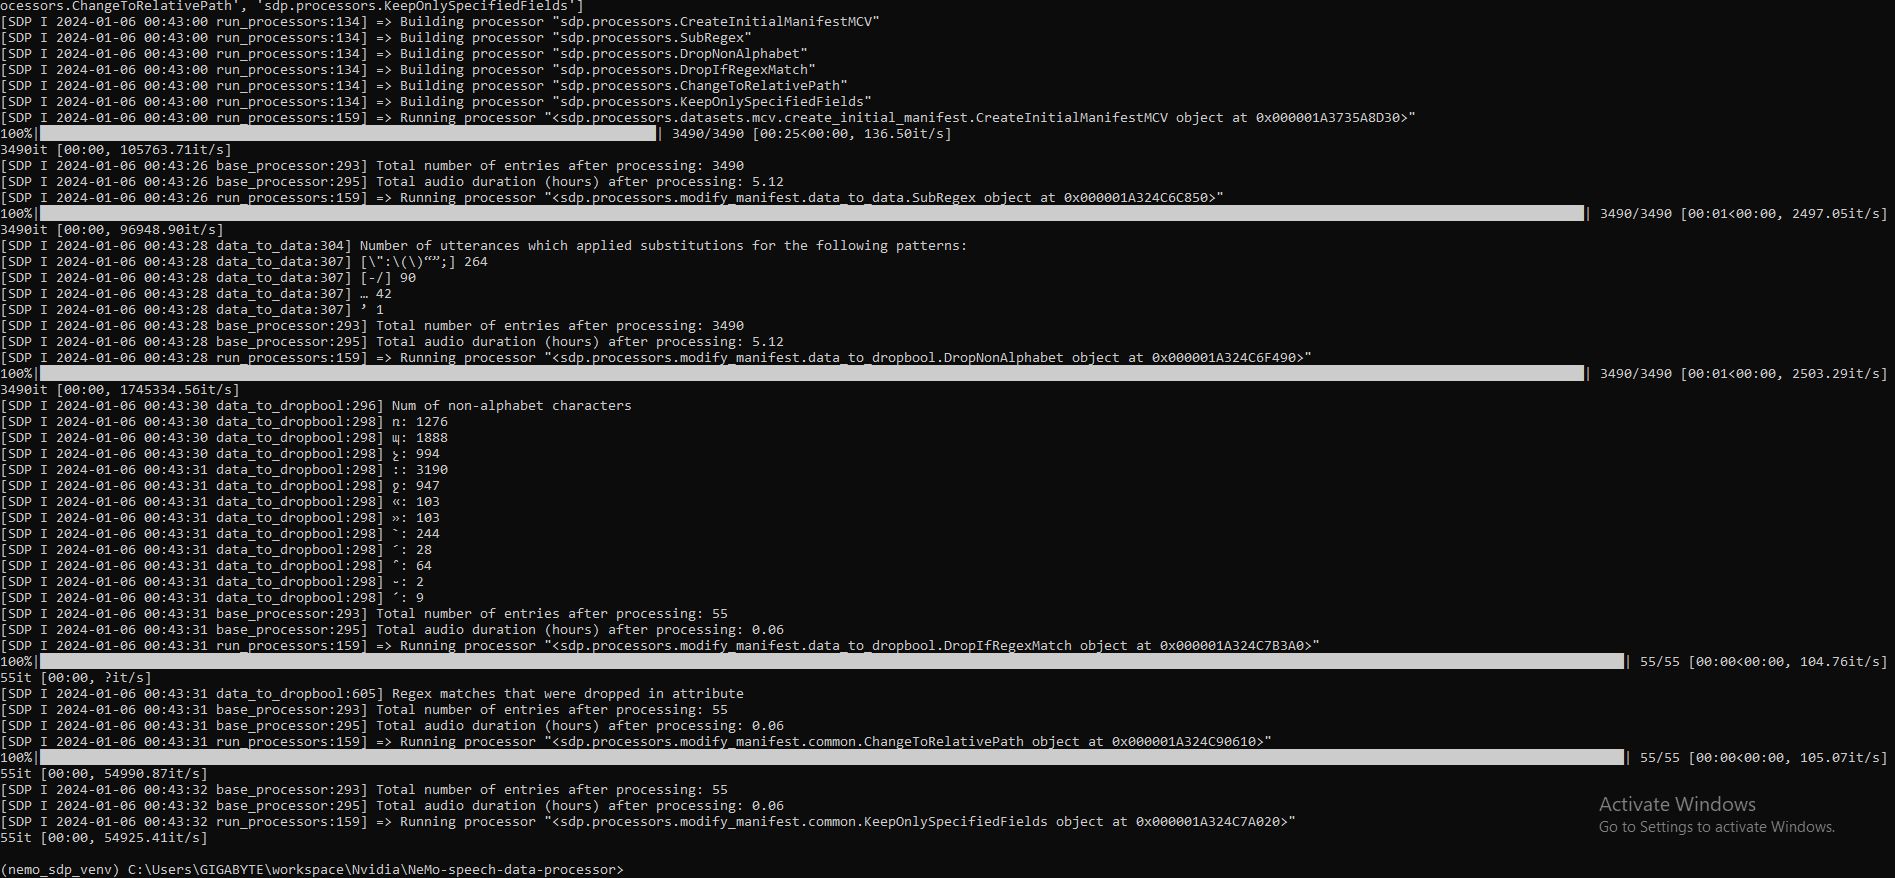 ocessors.ChangeToRelativePath', 'sdp.processors.KeepOnlySpecifiedFields']
[SDP I 2024-01-06 00:43:00 run_processors:134] => Building processor "sdp.processors.CreateInitialManifestMCV"
[SDP I 2024-01-06 00:43:00 run_processors:134] => Building processor "sdp.processors.SubRegex"
[SDP I 2024-01-06 00:43:00 run_processors:134] => Building processor "sdp.processors.DropNonAlphabet"
[SDP I 2024-01-06 00:43:00 run_processors:134] => Building processor "sdp.processors.DropIfRegexMatch"
[SDP I 2024-01-06 00:43:00 run_processors:134] => Building processor "sdp.processors.ChangeToRelativePath"
[SDP I 2024-01-06 00:43:00 run_processors:134] => Building processor "sdp.processors.KeepOnlySpecifiedFields"
[SDP I 2024-01-06 00:43:00 run_processors:159] => Running processor "<sdp.processors.datasets.mcv.create_initial_manifest.CreateInitialManifestMCV object at 0x000001A3735A8D30>"
100%| | 3490/3490 [00:25<00:00, 136.50it/s]
3490it [00:00, 105763.71it/s]
[SDP I 2024-01-06 00:43:26 base_processor:293] Total number of entries after processing: 3490
[SDP I 2024-01-06 00:43:26 base_processor:295] Total audio duration (hours) after processing: 5.12
[SDP I 2024-01-06 00:43:26 run_processors:159] => Running processor "<sdp.processors.modify_manifest.data_to_data.SubRegex object at 0x000001A324C6C850>"
100%| | 3490/3490 [00:01<00:00, 2497.05it/s]
3490it [00:00, 96948.90it/s]
[SDP I 2024-01-06 00:43:28 data_to_data:304] Number of utterances which applied substitutions for the following patterns:
[SDP I 2024-01-06 00:43:28 data_to_data:307] [\":\(\)“”;] 264
[SDP I 2024-01-06 00:43:28 data_to_data:307] [-/] 90
[SDP I 2024-01-06 00:43:28 data_to_data:307] … 42
[SDP I 2024-01-06 00:43:28 data_to_data:307] ’ 1
[SDP I 2024-01-06 00:43:28 base_processor:293] Total number of entries after processing: 3490
[SDP I 2024-01-06 00:43:28 base_processor:295] Total audio duration (hours) after processing: 5.12
[SDP I 2024-01-06 00:43:28 run_processors:159] => Running processor "<sdp.processors.modify_manifest.data_to_dropbool.DropNonAlphabet object at 0x000001A324C6F490>"
100%| | 3490/3490 [00:01<00:00, 2503.29it/s]
3490it [00:00, 1745334.56it/s]
[SDP I 2024-01-06 00:43:30 data_to_dropbool:296] Num of non-alphabet characters
[SDP I 2024-01-06 00:43:30 data_to_dropbool:298] ո: 1276
[SDP I 2024-01-06 00:43:30 data_to_dropbool:298] պ: 1888
[SDP I 2024-01-06 00:43:30 data_to_dropbool:298] չ: 994
[SDP I 2024-01-06 00:43:31 data_to_dropbool:298] ։: 3190
[SDP I 2024-01-06 00:43:31 data_to_dropbool:298] ջ: 947
[SDP I 2024-01-06 00:43:31 data_to_dropbool:298] «: 103
[SDP I 2024-01-06 00:43:31 data_to_dropbool:298] »: 103
[SDP I 2024-01-06 00:43:31 data_to_dropbool:298] ՝: 244
[SDP I 2024-01-06 00:43:31 data_to_dropbool:298] ՛: 28
[SDP I 2024-01-06 00:43:31 data_to_dropbool:298] ՞: 64
[SDP I 2024-01-06 00:43:31 data_to_dropbool:298] ֊: 2
[SDP I 2024-01-06 00:43:31 data_to_dropbool:298] ՜: 9
[SDP I 2024-01-06 00:43:31 base_processor:293] Total number of entries after processing: 55
[SDP I 2024-01-06 00:43:31 base_processor:295] Total audio duration (hours) after processing: 0.06
[SDP I 2024-01-06 00:43:31 run_processors:159] => Running processor "<sdp.processors.modify_manifest.data_to_dropbool.DropIfRegexMatch object at 0x000001A324C7B3A0>"
100%| | 55/55 [00:00<00:00, 104.76it/s]
55it [00:00, ?it/s]
[SDP I 2024-01-06 00:43:31 data_to_dropbool:605] Regex matches that were dropped in attribute
[SDP I 2024-01-06 00:43:31 base_processor:293] Total number of entries after processing: 55
[SDP I 2024-01-06 00:43:31 base_processor:295] Total audio duration (hours) after processing: 0.06
[SDP I 2024-01-06 00:43:31 run_processors:159] => Running processor "<sdp.processors.modify_manifest.common.ChangeToRelativePath object at 0x000001A324C90610>"
100%| | 55/55 [00:00<00:00, 105.07it/s]
55it [00:00, 54990.87it/s]
[SDP I 2024-01-06 00:43:32 base_processor:293] Total number of entries after processing: 55
[SDP I 2024-01-06 00:43:32 base_processor:295] Total audio duration (hours) after processing: 0.06
[SDP I 2024-01-06 00:43:32 run_processors:159] => Running processor "<sdp.processors.modify_manifest.common.KeepOnlySpecifiedFields object at 0x000001A324C7A020>"
55it [00:00, 54925.41it/s]
(nemo_sdp_venv) C:\Users\GIGABYTE\workspace\Nvidia\NeMo-speech-data-processor>
Activate Windows
Go to Settings to activate Windows.